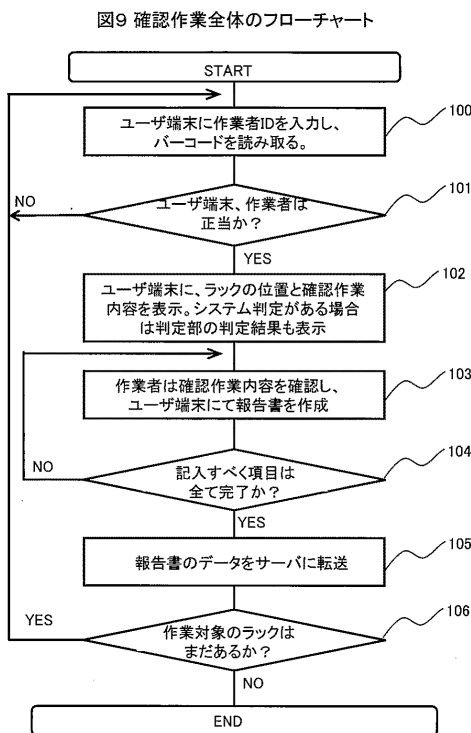 図9 確認作業全体のフローチャート
START
ユーザ端末に作業者IDを入力し、
バーコードを読み取る。
100
ユーザ端末、作業者は
正当か?
101
NO
YES
ユーザ端末に、ラックの位置と確認作業
内容を表示。システム判定がある場合
は判定部の判定結果も表示
102
作業者は確認作業内容を確認し、
ユーザ端末にて報告書を作成
103
記入すべく項目は
全て完了か?
104
NO
YES
報告書のデータをサーバに転送
105
作業対象のラックは
まだあるか?
106
YES
NO
END